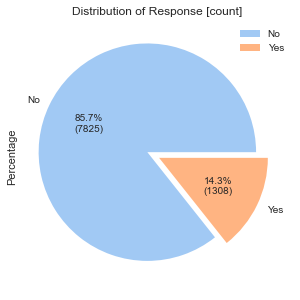 Distribution of Response [count]
No
Yes
No
85.7%
(7825)
14.3%
(1308)
Yes
Percentage